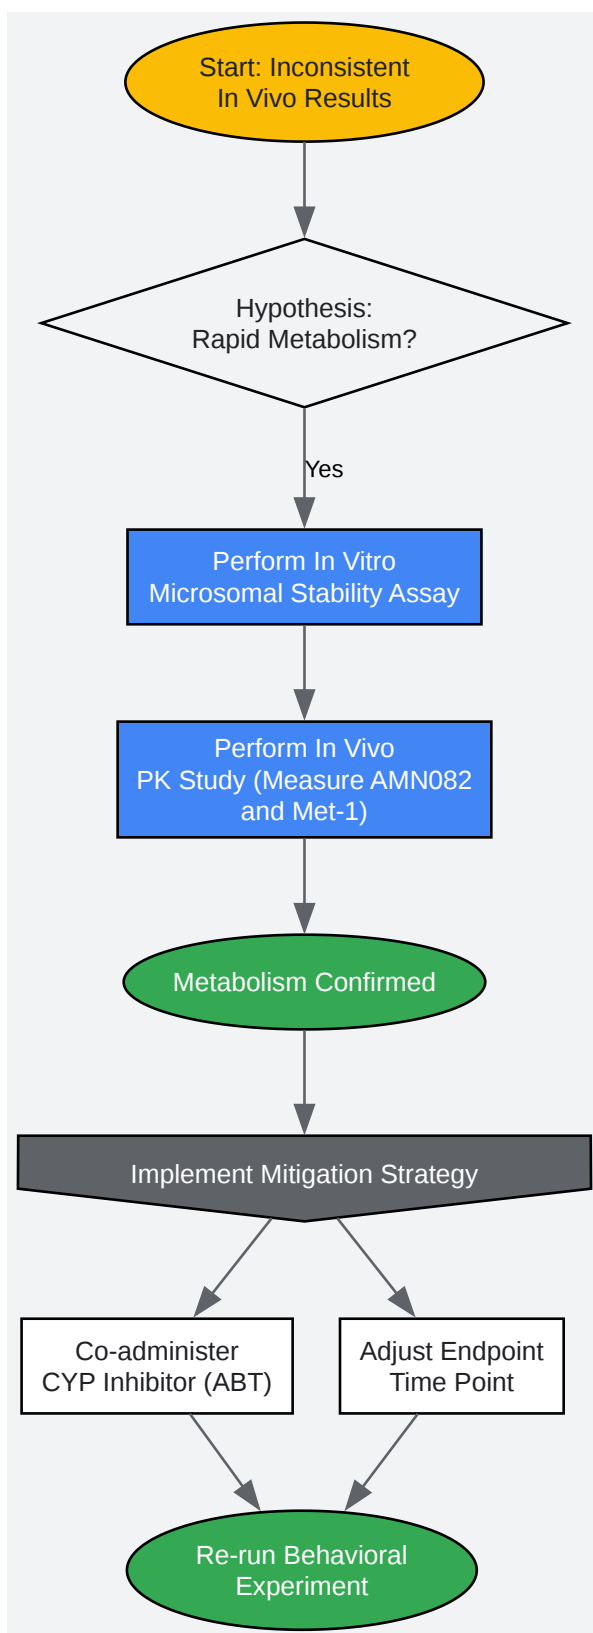 Start: Inconsistent
In Vivo Results
Hypothesis:
Rapid Metabolism?
Yes
Perform In Vitro
Microsomal Stability Assay
Perform In Vivo
PK Study (Measure AMN082
and Met-1)
Metabolism Confirmed
Implement Mitigation Strategy
Co-administer
CYP Inhibitor (ABT)
Adjust Endpoint
Time Point
Re-run Behavioral
Experiment